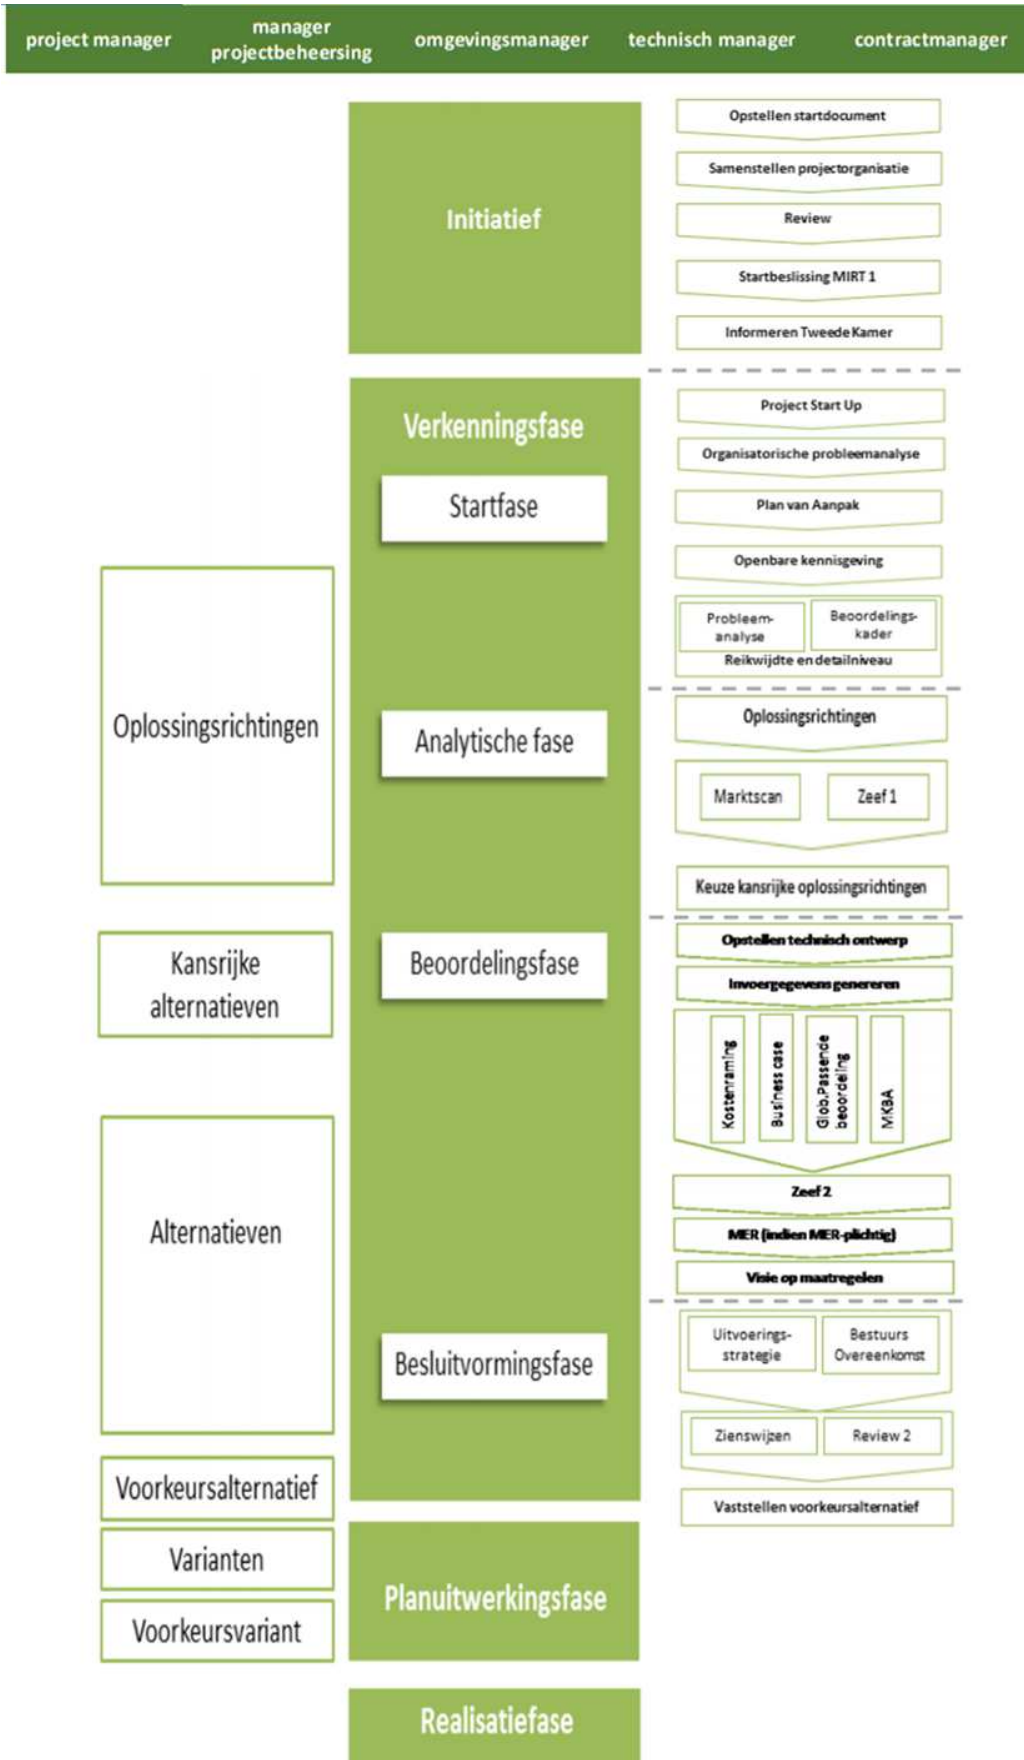 project manager
manager
projectbeheersing
omgevingsmanager
technisch manager
contractmanager
Initiatief
Opstellen startdocument
Samenstellen projectorganisatie
Review
Startbeslissing MIRT 1
Informeren Tweede Kamer
Verkenningsfase
Startfase
Project Start Up
Organisatorische probleemanalyse
Plan van Aanpak
Openbare kennisgeving
Probleem-
analyse
Beoordelings-
kader
Reikwijdte en detailniveau
Oplossingsrichtingen
Analytische fase
Oplossingsrichtingen
Marktscan
Zeef 1
Keuze kansrijke oplossingsrichtingen
Kansrijke
alternatieven
Beoordelingsfase
Opstellen technisch ontwerp
Invoergegevens genereren
Kostenraming
Business case
Glob.Passende
beoordeling
MKBA
Zeef 2
MER (indien MER-plichtig)
Visie op maatregelen
Alternatieven
Besluitvormingsfase
Uitvoerings-
strategie
Bestuurs
Overeenkomst
Zienswijzen
Review 2
Vaststellen voorkeursalternatief
Voorkeursalternatief
Varianten
Voorkeursvariant
Planuitwerkingsfase
Realisatiefase